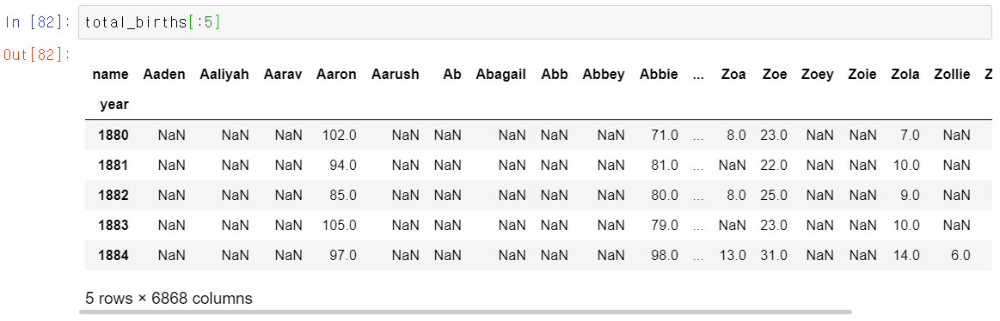 In [82]: total_births[:5]
Out[82]:
name Aaden Aaliyah Aarav Aaron Aarush Ab Abagail Abb Abbey Abbie ... Zoa Zoe Zoey Zoie Zola Zollie Z
year
1880 NaN NaN NaN 102.0 NaN NaN NaN NaN NaN 71.0 ... 8.0 23.0 NaN NaN 7.0 NaN
1881 NaN NaN NaN 94.0 NaN NaN NaN NaN NaN 81.0 ... NaN 22.0 NaN NaN 10.0 NaN
1882 NaN NaN NaN 85.0 NaN NaN NaN NaN NaN 80.0 ... 8.0 25.0 NaN NaN 9.0 NaN
1883 NaN NaN NaN 105.0 NaN NaN NaN NaN NaN 79.0 ... NaN 23.0 NaN NaN 10.0 NaN
1884 NaN NaN NaN 97.0 NaN NaN NaN NaN NaN 98.0 ... 13.0 31.0 NaN NaN 14.0 6.0
5 rows × 6868 columns